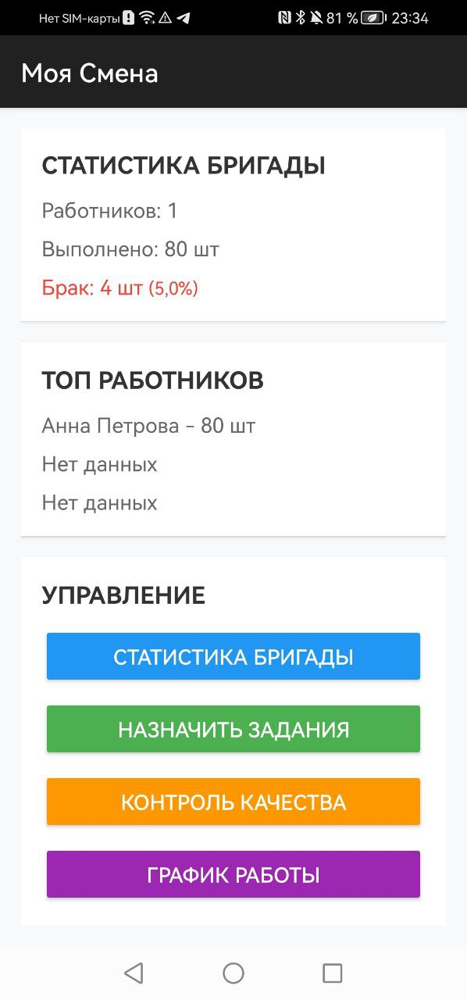 Нет SIM-карты 81 % 23:34
Моя Смена
СТАТИСТИКА БРИГАДЫ
Работников: 1
Выполнено: 80 шт
Брак: 4 шт (5,0%)
ТОП РАБОТНИКОВ
Анна Петрова - 80 шт
Нет данных
Нет данных
УПРАВЛЕНИЕ
СТАТИСТИКА БРИГАДЫ
НАЗНАЧИТЬ ЗАДАНИЯ
КОНТРОЛЬ КАЧЕСТВА
ГРАФИК РАБОТЫ